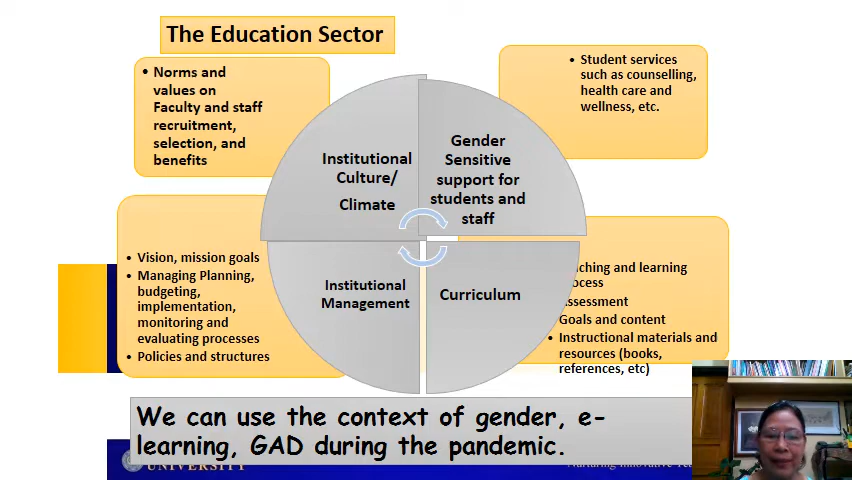 The Education Sector
• Norms and
values on
Faculty and staff
recruitment,
selection, and
benefits
• Student services
such as counselling,
health care and
wellness, etc.
Institutional
Culture/
Climate
Gender
Sensitive
support for
students and
staff
• Vision, mission goals
• Managing Planning,
budgeting,
implementation,
monitoring and
evaluating processes
• Policies and structures
Institutional
Management
Curriculum
and learning
Goals and content
• Instructional materials and
resources (books,
references, etc)
We can use the context of gender, e-
learning, GAD during the pandemic.
UNIVERSITY
Nurturing Innovative